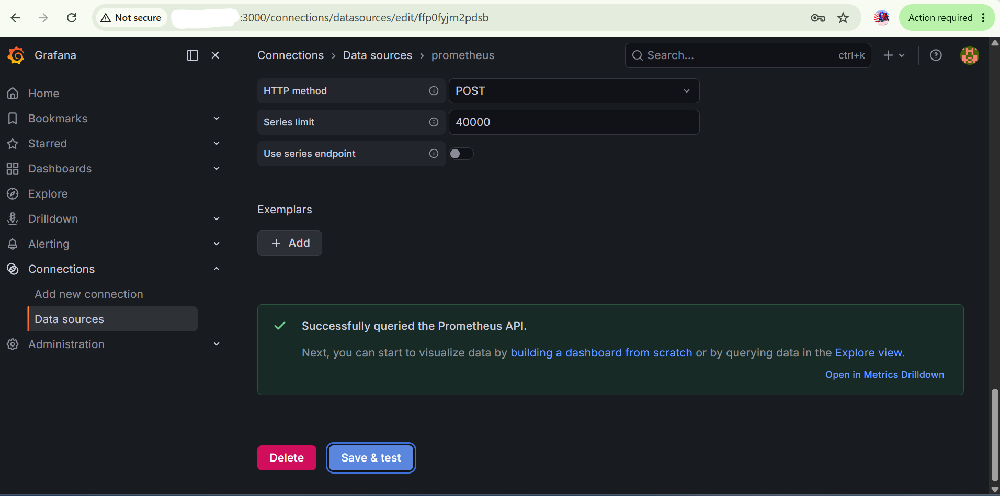 Not secure
:3000/connections/datasources/edit/ffp0fyjrn2pdsb
Action required
Grafana
Connections › Data sources › prometheus
Search...
ctrl+k
Home
Bookmarks
Starred
Dashboards
Explore
Drilldown
Alerting
Connections
Add new connection
Data sources
Administration
HTTP method
POST
Series limit
40000
Use series endpoint
Exemplars
+ Add
Successfully queried the Prometheus API.
Next, you can start to visualize data by building a dashboard from scratch or by querying data in the Explore view.
Open in Metrics Drilldown
Delete
Save & test